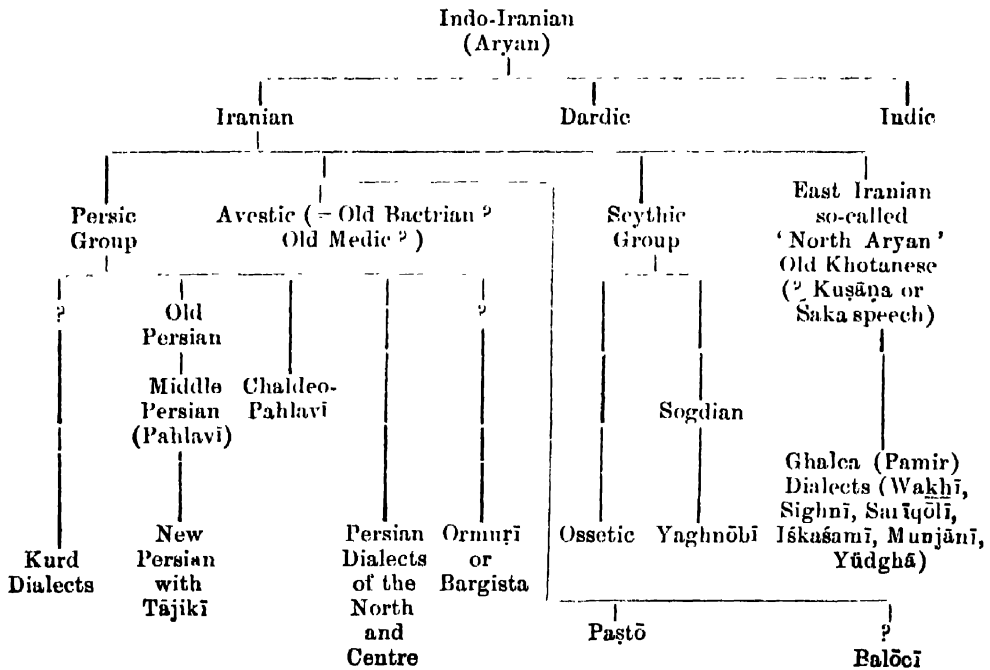 Indo-Iranian
(Aryan)
Iranian
Dardic
Indic
Persic
Group
Avestic (= Old Bactrian ?
Old Medic ? )
Scythic
Group
East Iranian
so-called
‘North Aryan’
Old Khotanese
(? Kuṣāṇa or
Śaka speech)
?
Old
Persian
?
Middle
Persian
(Pahlavī)
Chaldeo-
Pahlavī
Sogdian
Ghalca (Pamir)
Dialects (Wak͟hī,
Sighnī, Sarīqōlī,
Iśkaśamī, Munjānī,
Yūdghā)
Kurd
Dialects
New
Persian
with
Tājikī
Persian
Dialects
of the
North
and
Centre
Ormuṛī
or
Bargista
Ossetic
Yaghnōbī
Paṣtō
?
Balōcī